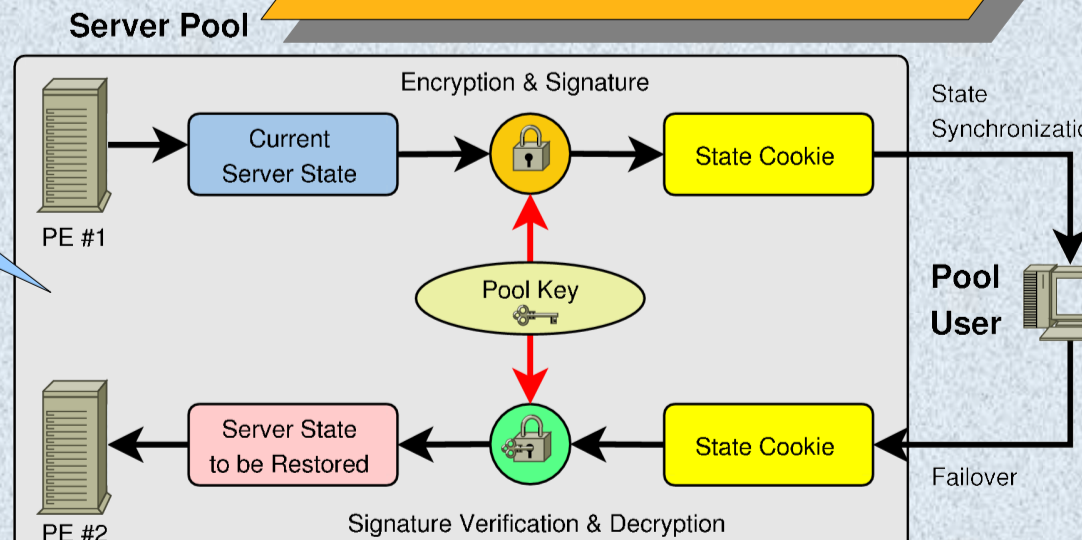 Server Pool
Encryption & Signature
State
Current
Server State
State Cookie
PE #1
Pool Key
Pool
User
Server State
to be Restored
State Cookie
Failover
PE #2
Signature Verification & Decryption